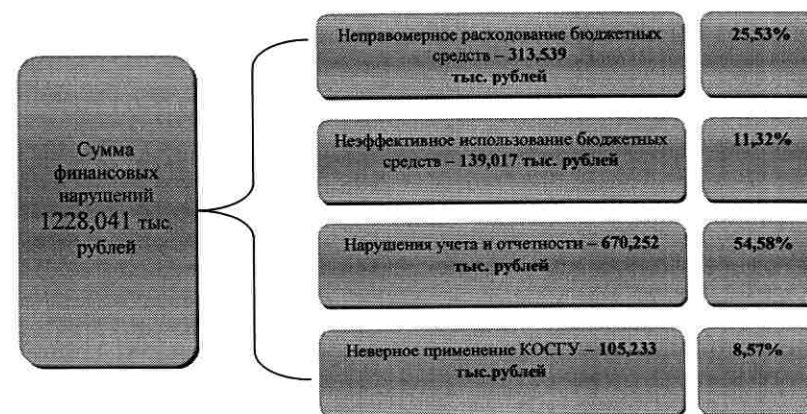 Сумма
финансовых
нарушений
1228,041 тыс.
рублей
Неправомерное расходование бюджетных
средств – 313,539
тыс. рублей
25,53%
Неэффективное использование бюджетных
средств – 139,017 тыс. рублей
11,32%
Нарушения учета и отчетности – 670,252
тыс. рублей
54,58%
Неверное применение КОСГУ – 105,233
тыс.рублей
8,57%